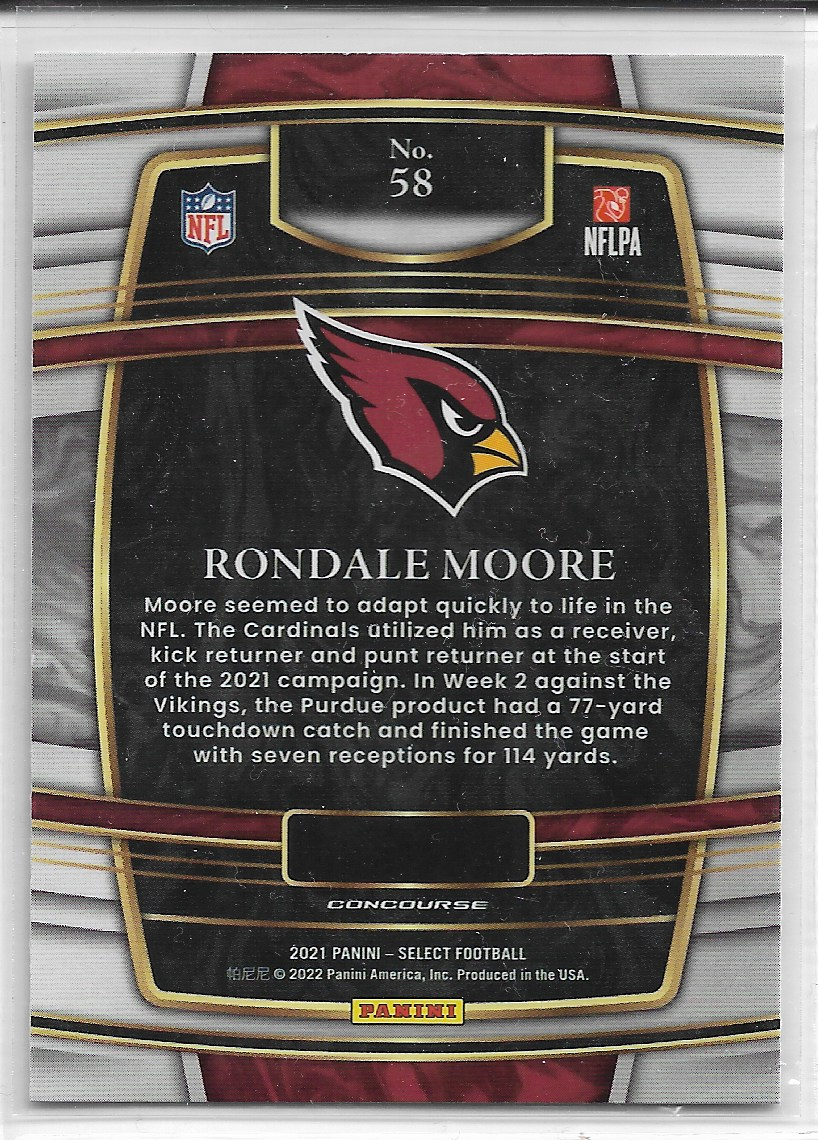 No.
58
NFL
NFLPA
RONDALE MOORE
Moore seemed to adapt quickly to life in the
NFL. The Cardinals utilized him as a receiver,
kick returner and punt returner at the start
of the 2021 campaign. In Week 2 against the
Vikings, the Purdue product had a 77-yard
touchdown catch and finished the game
with seven receptions for 114 yards.
CONCOURSE
2021 PANINI – SELECT FOOTBALL
帕尼尼 © 2022 Panini America, Inc. Produced in the USA.
PANINI